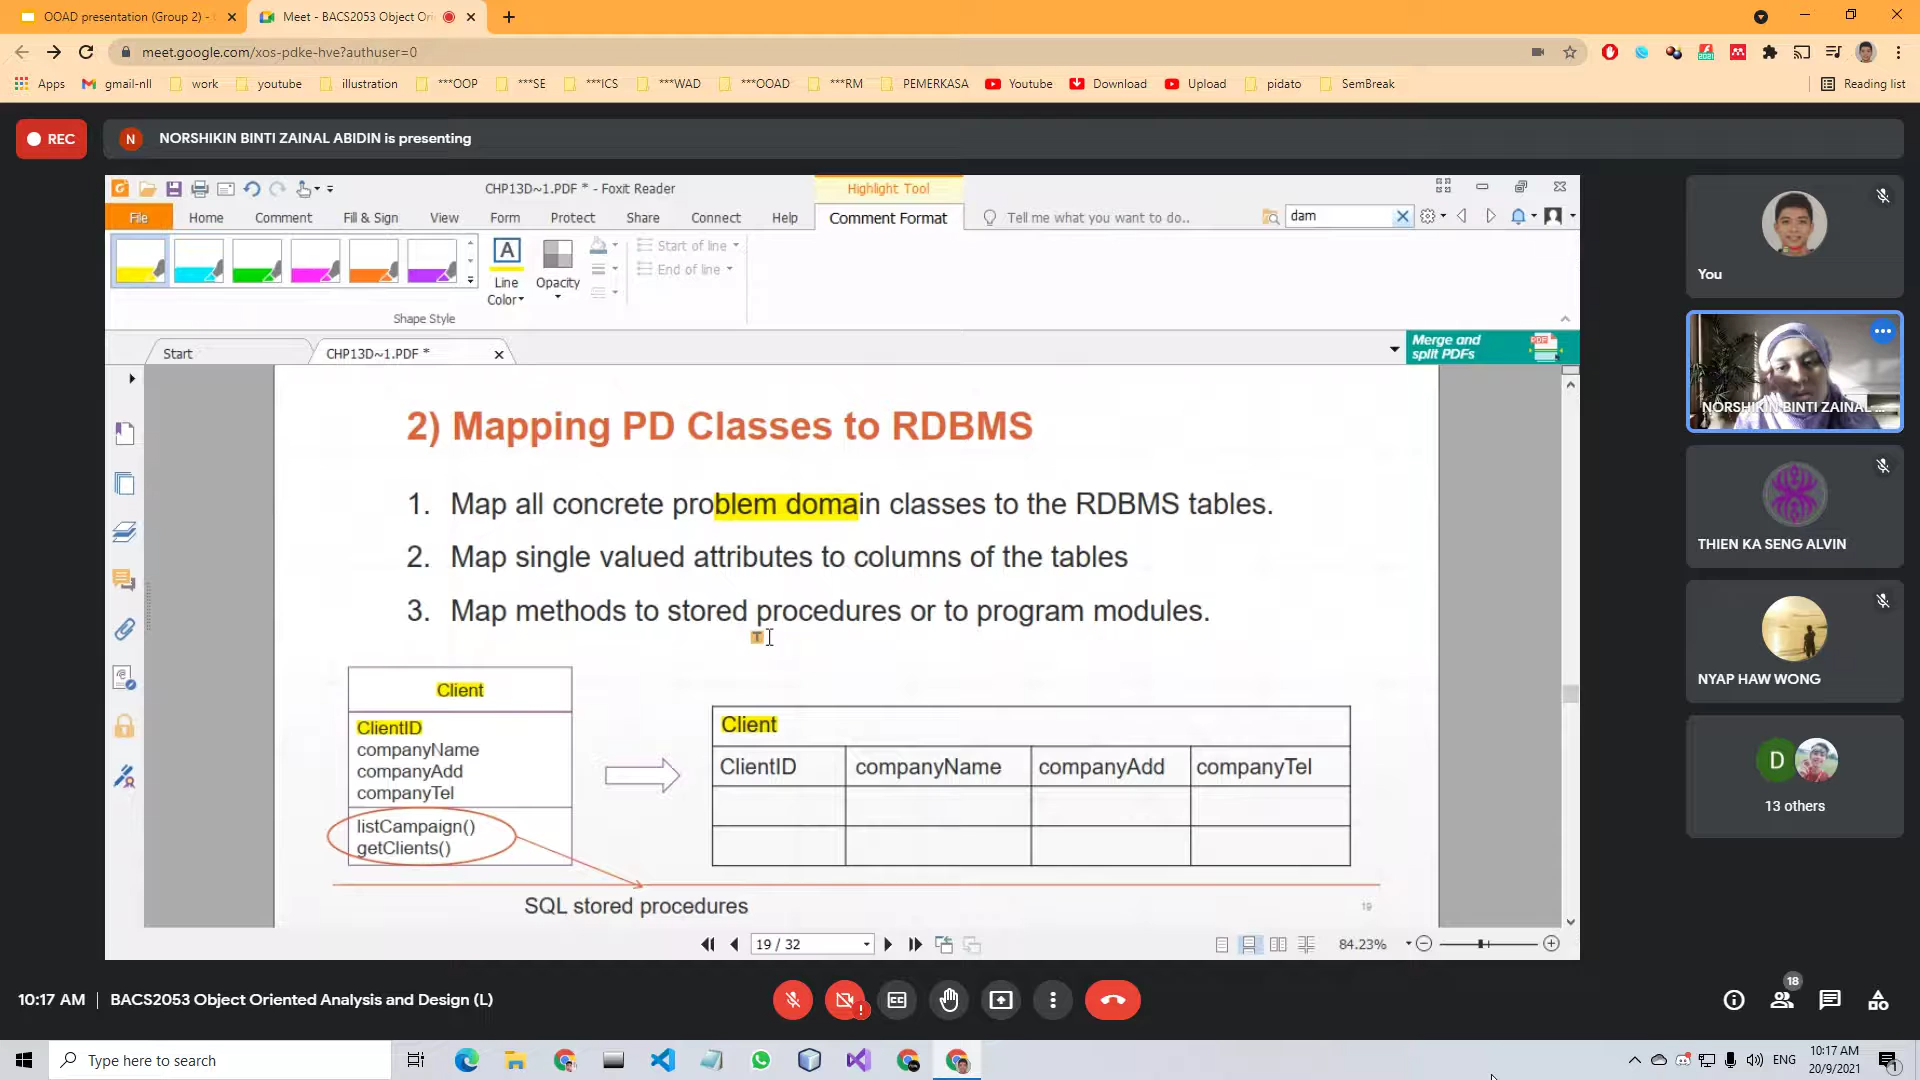 OOAD presentation (Group 2) -
Meet - BACS2053 Object Ori
meet.google.com/xos-pdke-hve?authuser=0
Apps
gmail-nll
work
youtube
illustration
***OOP
***SE
***ICS
***WAD
***OOAD
***RM
PEMERKASA
Youtube
Download
Upload
pidato
SemBreak
Reading list
REC
N
NORSHIKIN BINTI ZAINAL ABIDIN is presenting
CHP13D~1.PDF * - Foxit Reader
Highlight Tool
File
Home
Comment
Fill & Sign
View
Form
Protect
Share
Connect
Help
Comment Format
Tell me what you want to do..
dam
Line
Color
Opacity
Start of line
End of line
Shape Style
Start
CHP13D~1.PDF *
Merge and
split PDFs
2) Mapping PD Classes to RDBMS
1. Map all concrete problem domain classes to the RDBMS tables.
2. Map single valued attributes to columns of the tables
3. Map methods to stored procedures or to program modules.
Client
ClientID
companyName
companyAdd
companyTel
listCampaign()
getClients()
Client
ClientID companyName companyAdd companyTel
SQL stored procedures
19
19 / 32
84.23%
You
NORSHIKIN BINTI ZAINAL ...
THIEN KA SENG ALVIN
NYAP HAW WONG
D
13 others
10:17 AM | BACS2053 Object Oriented Analysis and Design (L)
18
Type here to search
ENG
10:17 AM
20/9/2021
1